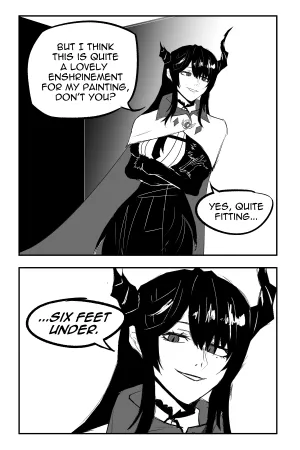 BUT I THINK
THIS IS QUITE
A LOVELY
ENSHRINEMENT
FOR MY PAINTING,
DON'T YOU?
YES, QUITE
FITTING...
...SIX FEET
UNDER.